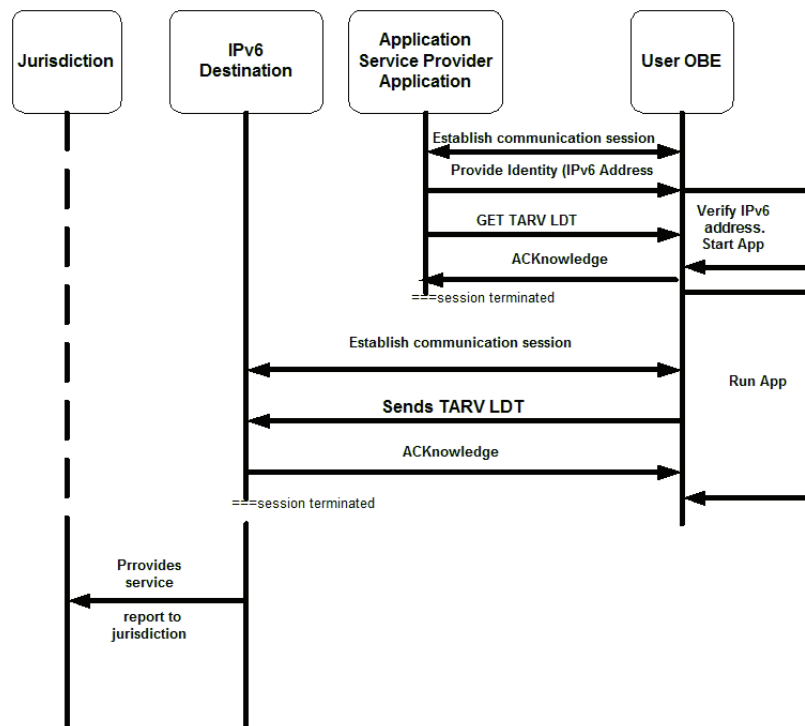 Jurisdiction
IPv6
Destination
Application
Service Provider
Application
User OBE
Establish communication session
Provide Identity (IPv6 Address
Verify IPv6
address.
Start App
GET TARV LDT
ACKnowledge
===session terminated
Establish communication session
Run App
Sends TARV LDT
ACKnowledge
===session terminated
Prrovides
service
report to
jurisdiction